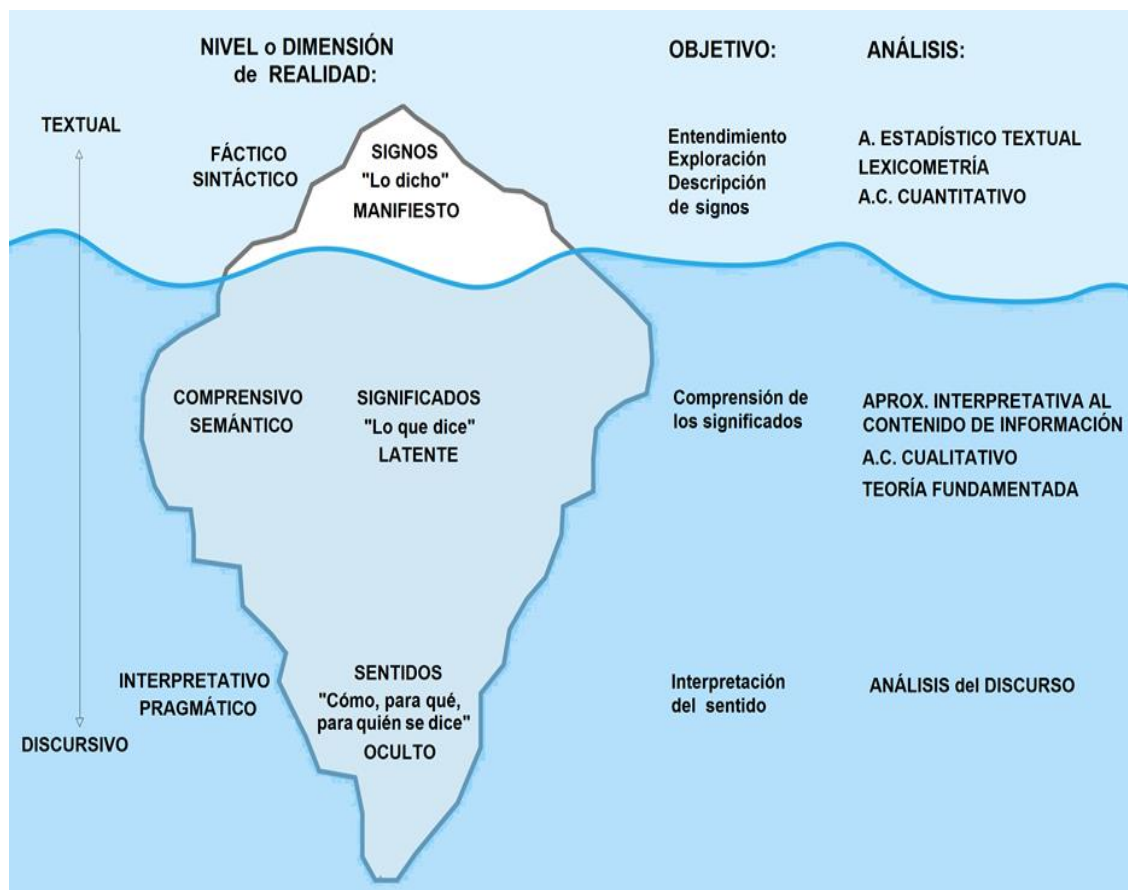 NIVEL o DIMENSIÓN
de REALIDAD:
OBJETIVO:
ANÁLISIS:
TEXTUAL
FÁCTICO
SINTÁCTICO
SIGNOS
"Lo dicho"
MANIFIESTO
Entendimiento
Exploración
Descripción
de signos
A. ESTADÍSTICO TEXTUAL
LEXICOMETRÍA
A.C. CUANTITATIVO
COMPRENSIVO
SEMÁNTICO
SIGNIFICADOS
"Lo que dice"
LATENTE
Comprensión de
los significados
APROX. INTERPRETATIVA AL
CONTENIDO DE INFORMACIÓN
A.C. CUALITATIVO
TEORÍA FUNDAMENTADA
INTERPRETATIVO
PRAGMÁTICO
SENTIDOS
"Cómo, para qué,
para quién se dice"
OCULTO
Interpretación
del sentido
ANÁLISIS del DISCURSO
DISCURSIVO